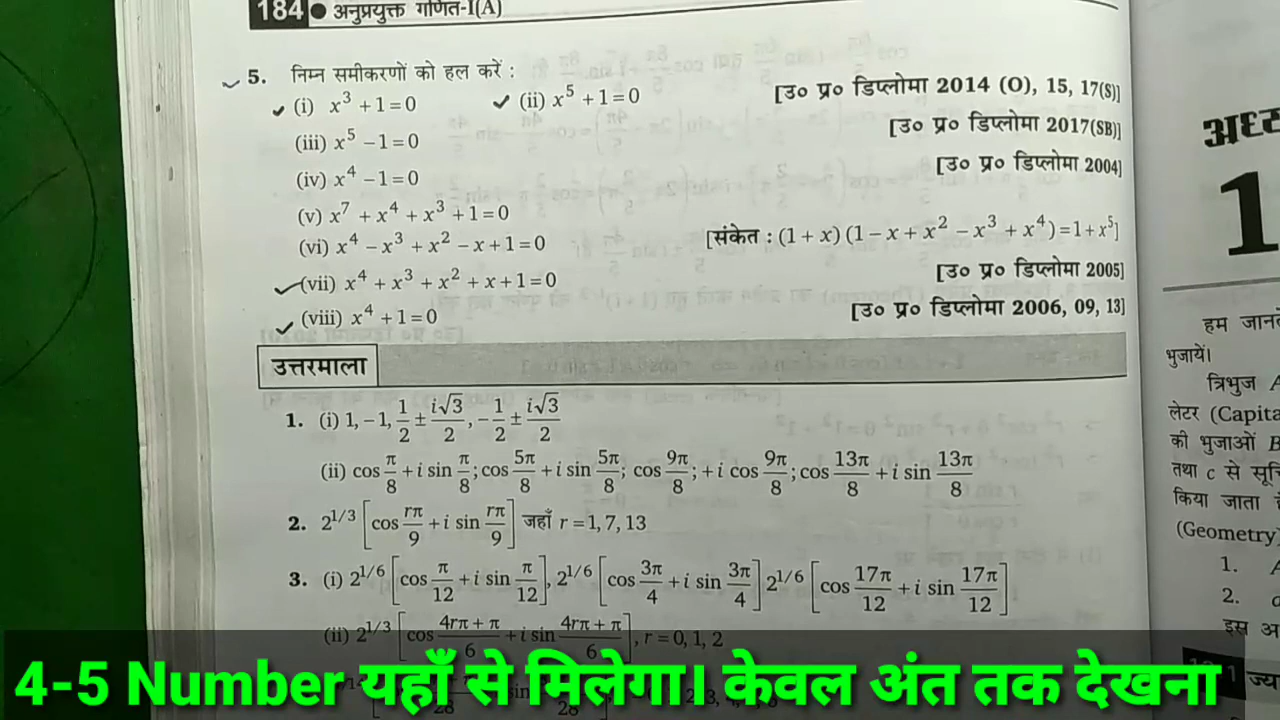 184 ● अनुप्रयुक्त गणित-I(A)
5. निम्न समीकरणों को हल करें :
(i) x³ + 1 = 0 (ii) x⁵ + 1 = 0 [उ० प्र० डिप्लोमा 2014 (O), 15, 17(S)]
(iii) x⁵ − 1 = 0 [उ० प्र० डिप्लोमा 2017(SB)]
(iv) x⁴ − 1 = 0 [उ० प्र० डिप्लोमा 2004]
(v) x⁷ + x⁴ + x³ + 1 = 0
(vi) x⁴ − x³ + x² − x + 1 = 0 [संकेत : (1 + x) (1 − x + x² − x³ + x⁴) = 1 + x⁵]
(vii) x⁴ + x³ + x² + x + 1 = 0 [उ० प्र० डिप्लोमा 2005]
(viii) x⁴ + 1 = 0 [उ० प्र० डिप्लोमा 2006, 09, 13]
उत्तरमाला
1. (i) 1, −1, 1/2 ± i√3/2, −1/2 ± i√3/2
(ii) cos π/8 + i sin π/8; cos 5π/8 + i sin 5π/8; cos 9π/8; + i cos 9π/8; cos 13π/8 + i sin 13π/8
2. 2^1/3 [cos rπ/9 + i sin rπ/9] जहाँ r = 1, 7, 13
3. (i) 2^1/6 [cos π/12 + i sin π/12], 2^1/6 [cos 3π/4 + i sin 3π/4] 2^1/6 [cos 17π/12 + i sin 17π/12]
(ii) 2^1/3 [cos 4rπ + π/6 + i sin 4rπ + π/6], r = 0, 1, 2
4-5 Number यहाँ से मिलेगा। केवल अंत तक देखना
1
हम
भुजायें।
त्रिभुज
लेटर
की भुजाओं
तथा c से
किया जाता
(Geometry)
1.
2.
इस